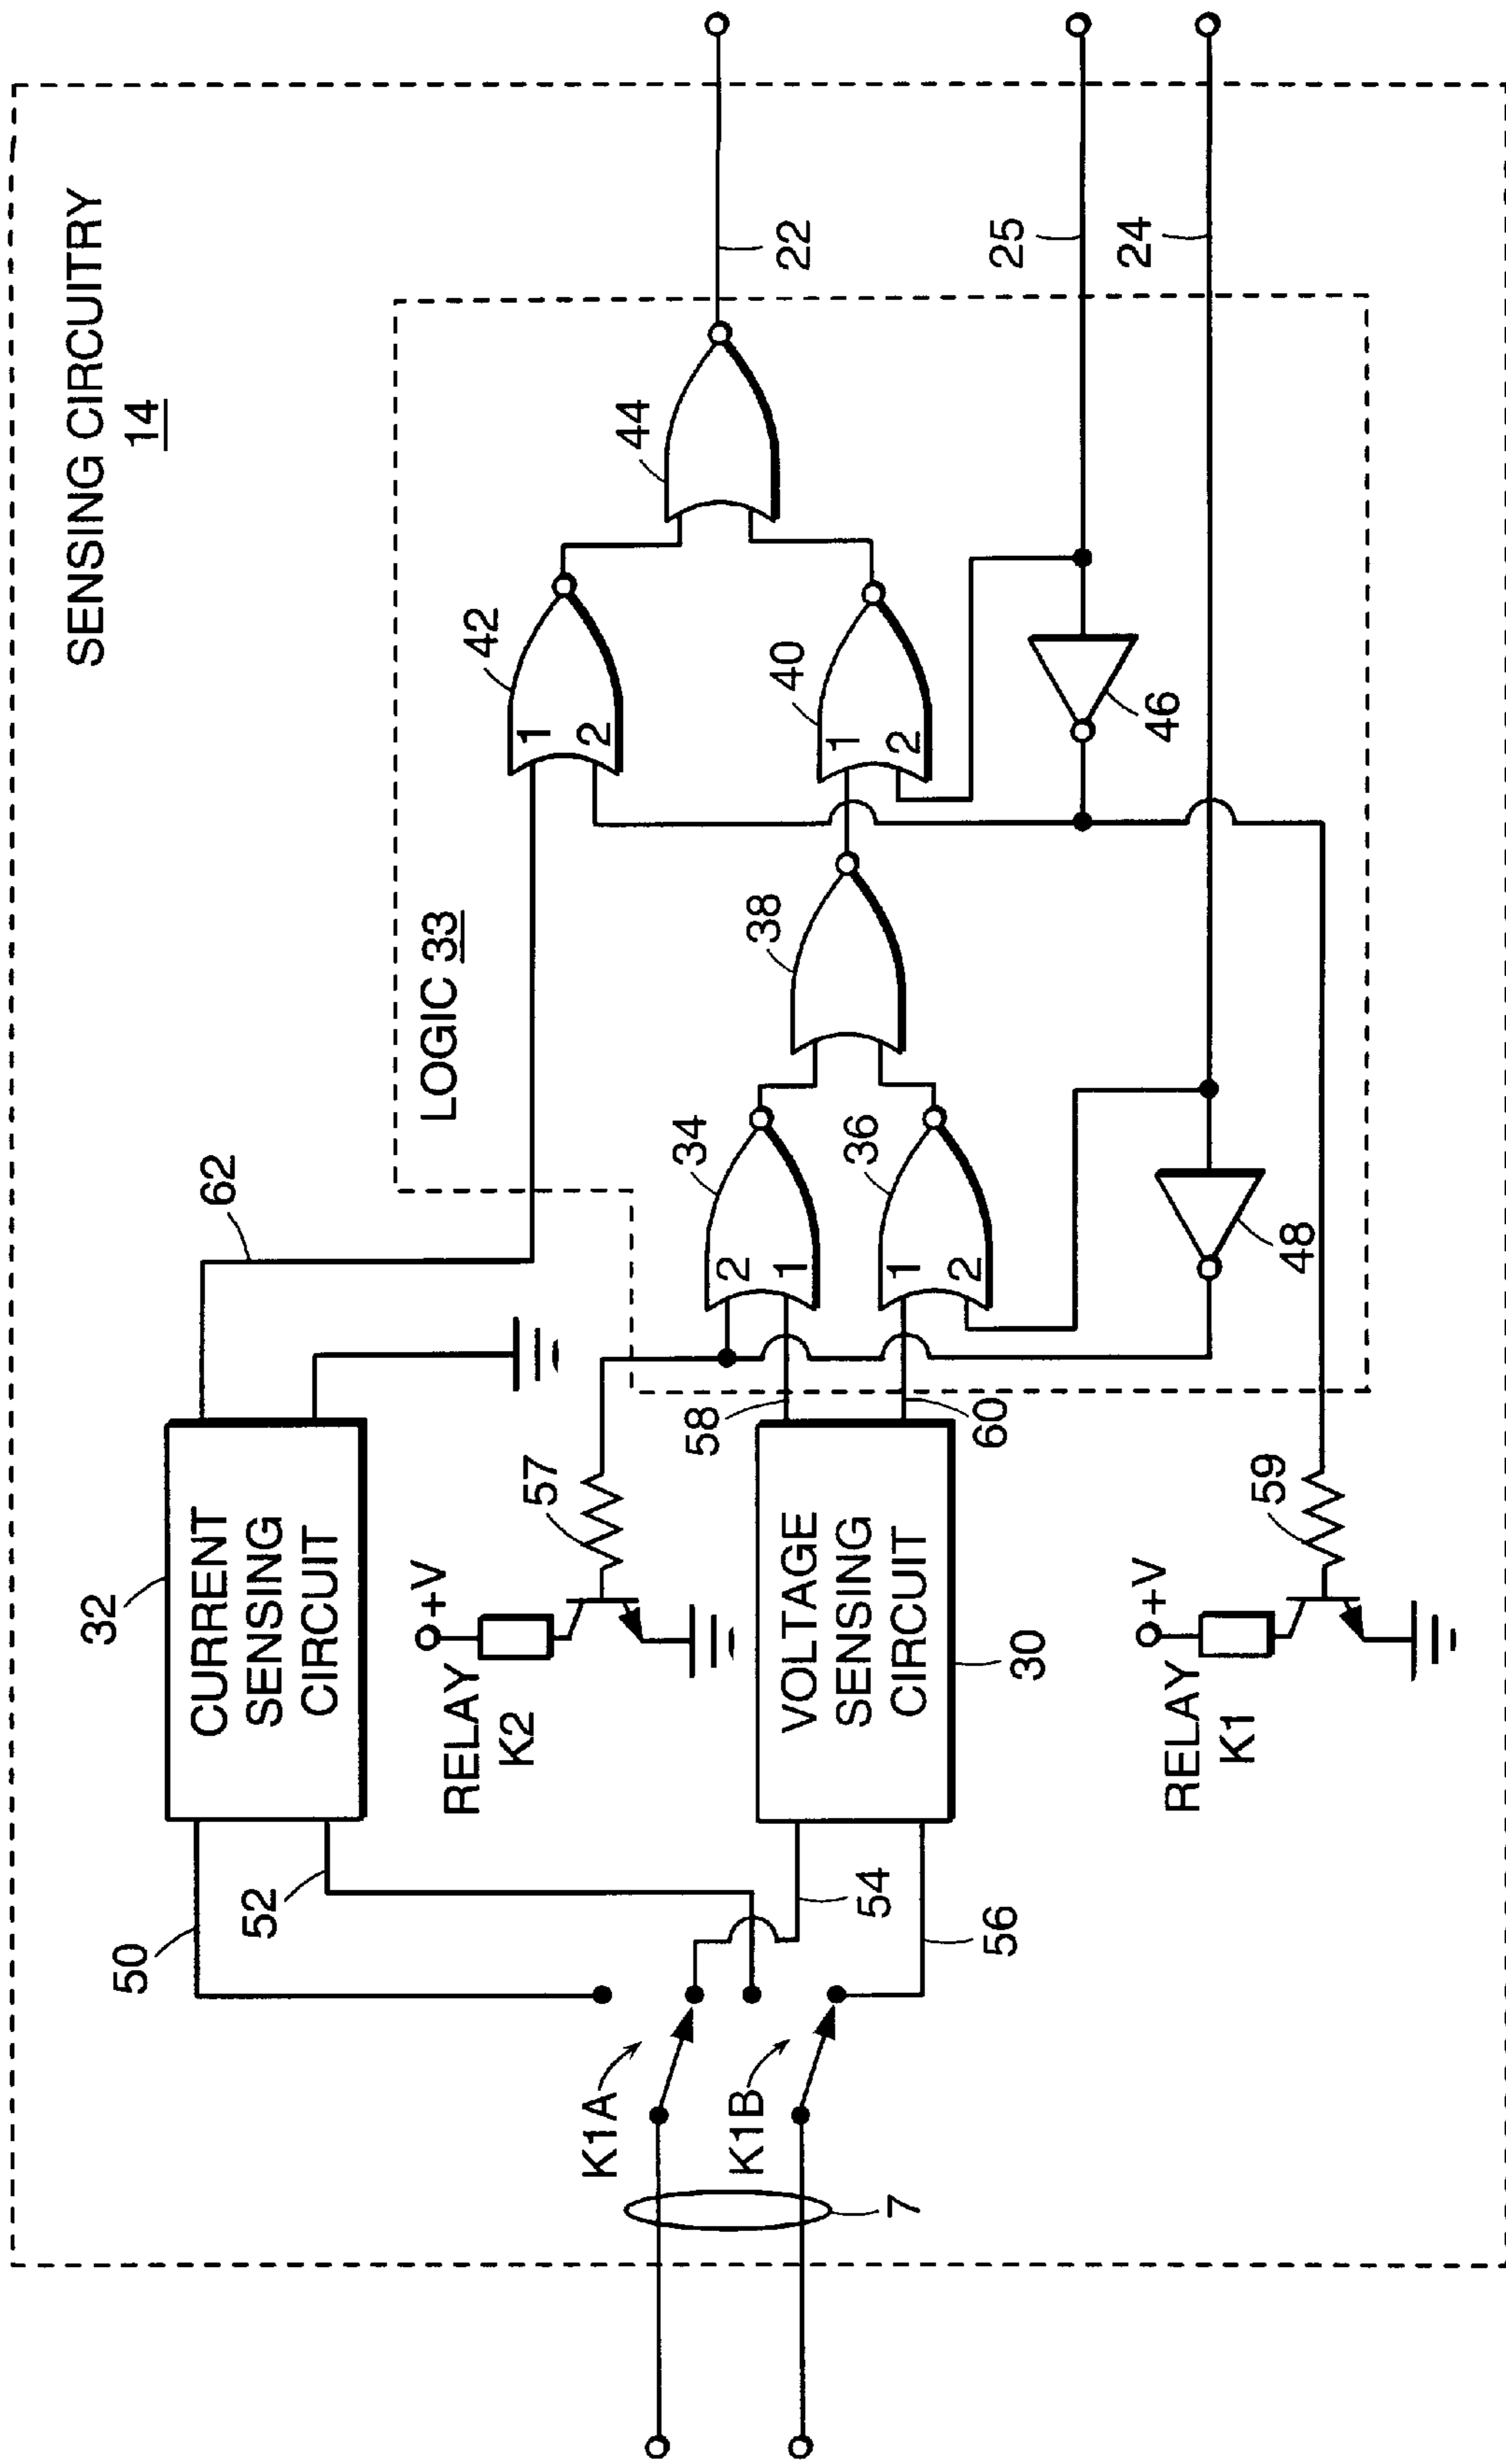 SENSING CIRCUITRY
14
32
CURRENT
SENSING
CIRCUIT
50
52
62
LOGIC 33
42
1
2
44
22
RELAY
K2
+V
57
34
2
1
36
1
2
38
40
1
2
25
46
24
48
58
60
VOLTAGE
SENSING
CIRCUIT
30
54
56
K1A
K1B
7
RELAY
K1
+V
59